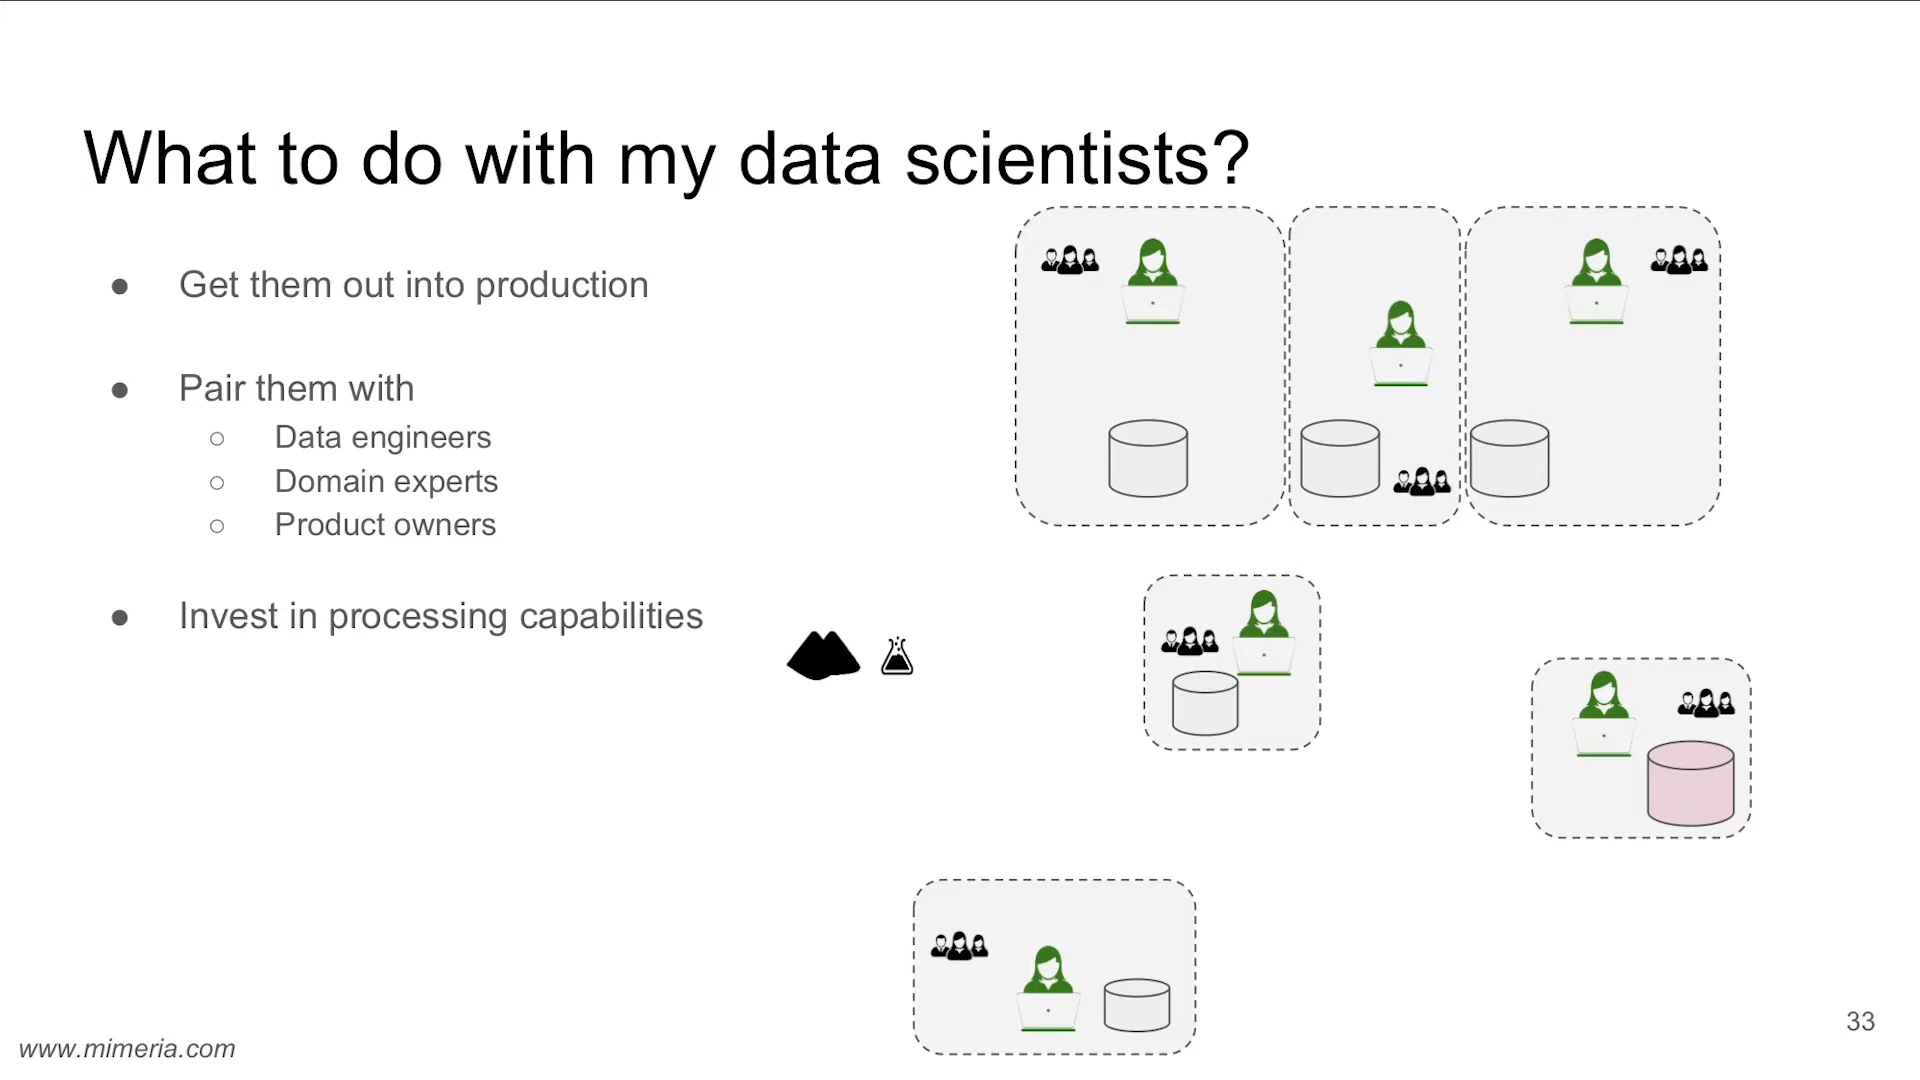 What to do with my data scientists?
● Get them out into production
● Pair them with
○ Data engineers
○ Domain experts
○ Product owners
● Invest in processing capabilities
33
www.mimeria.com